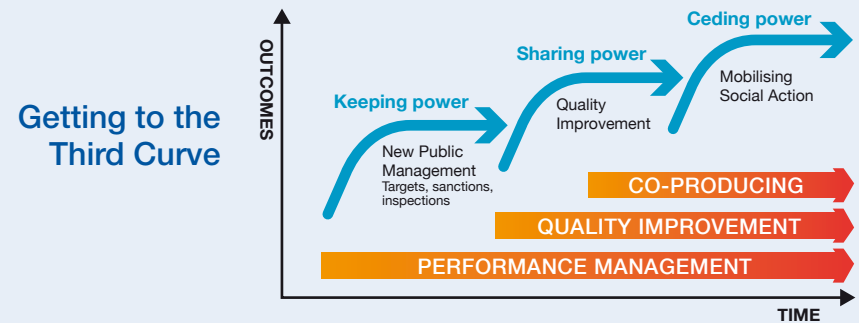 Getting to the
Third Curve
OUTCOMES
Keeping power
New Public
Management
Targets, sanctions,
inspections
Sharing power
Quality
Improvement
Ceding power
Mobilising
Social Action
CO-PRODUCING
QUALITY IMPROVEMENT
PERFORMANCE MANAGEMENT
TIME